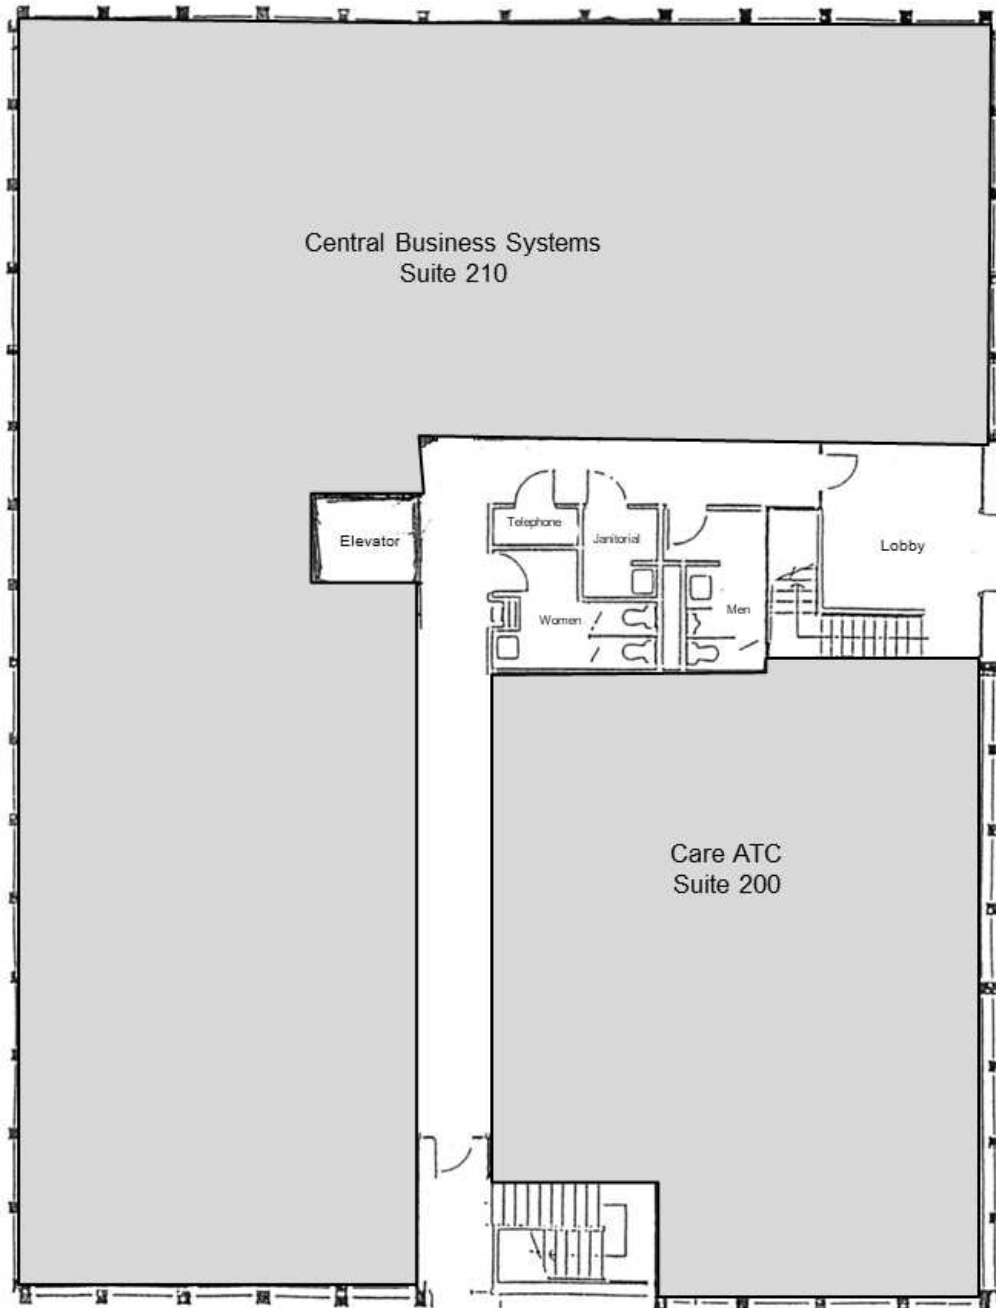 Central Business Systems
Suite 210
Telephone
Janitorial
Elevator
Lobby
Women
Men
Care ATC
Suite 200